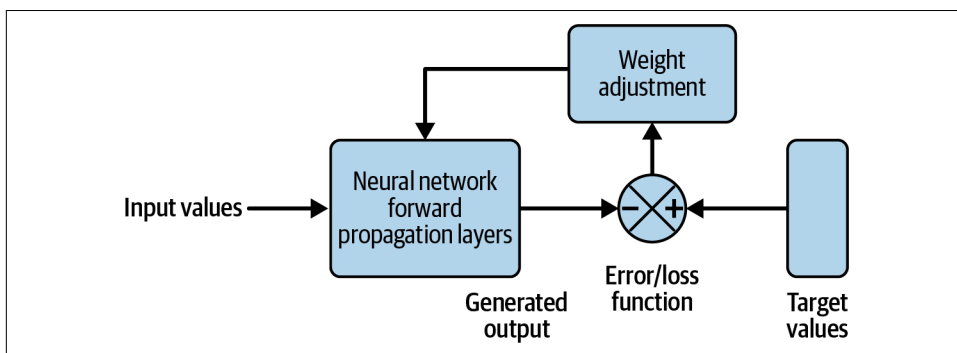 Weight
adjustment
Input values
Neural network
forward
propagation layers
− +
Generated
output
Error/loss
function
Target
values